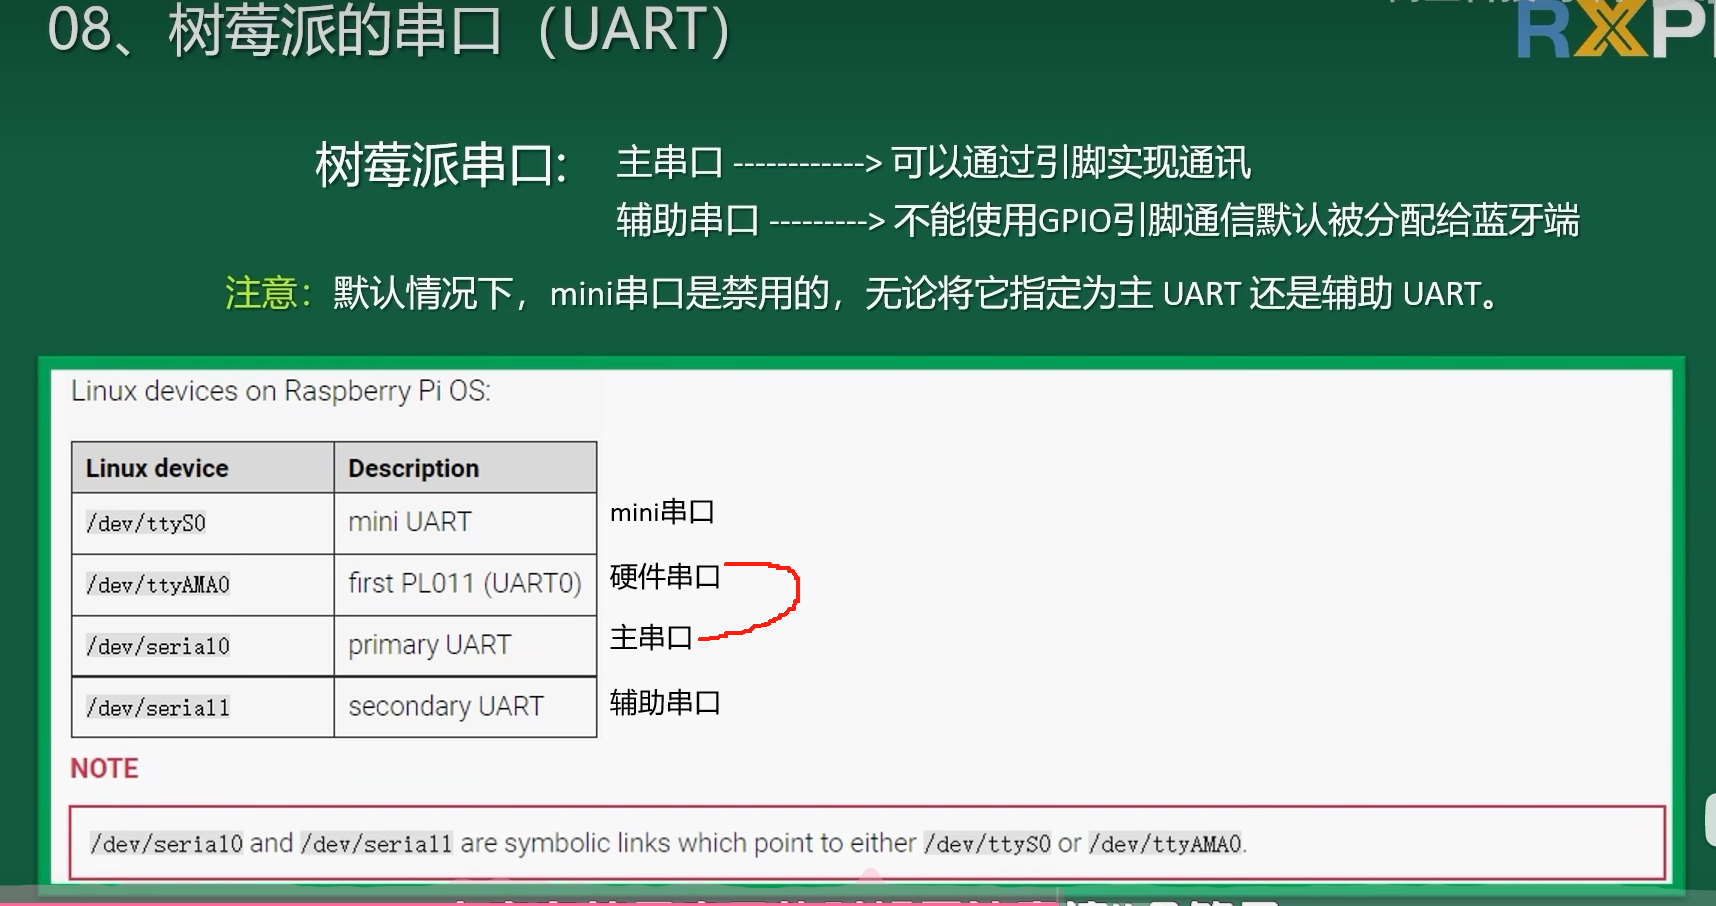 08、树莓派的串口（UART）
RXP
树莓派串口: 主串口 ------------> 可以通过引脚实现通讯
辅助串口 ---------> 不能使用GPIO引脚通信默认被分配给蓝牙端
注意：默认情况下，mini串口是禁用的，无论将它指定为主 UART 还是辅助 UART。
Linux devices on Raspberry Pi OS:
Linux device Description
/dev/ttyS0 mini UART mini串口
/dev/ttyAMA0 first PL011 (UART0) 硬件串口
/dev/serial0 primary UART 主串口
/dev/serial1 secondary UART 辅助串口
NOTE
/dev/serial0 and /dev/serial1 are symbolic links which point to either /dev/ttyS0 or /dev/ttyAMA0.